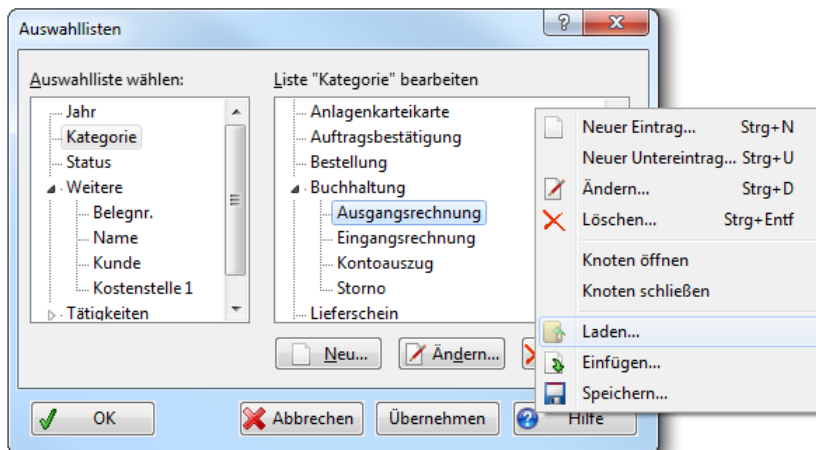 Auswahllisten
Auswahlliste wählen:
Jahr
Kategorie
Status
Weitere
Belegnr.
Name
Kunde
Kostenstelle 1
Tätigkeiten
Liste "Kategorie" bearbeiten
Anlagenkarteikarte
Auftragsbestätigung
Bestellung
Buchhaltung
Ausgangsrechnung
Eingangsrechnung
Kontoauszug
Storno
Lieferschein
Neu...
Ändern...
Neuer Eintrag... Strg+N
Neuer Untereintrag... Strg+U
Ändern... Strg+D
Löschen... Strg+Entf
Knoten öffnen
Knoten schließen
Laden...
Einfügen...
Speichern...
OK
Abbrechen
Übernehmen
Hilfe